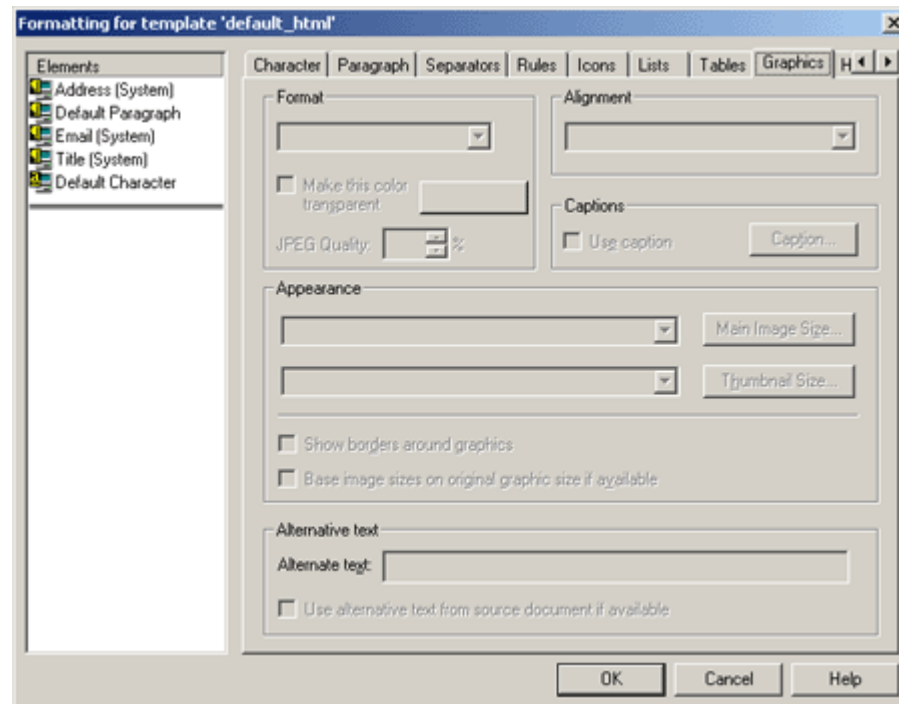 Formatting for template 'default_html'
Elements
Address (System)
Default Paragraph
Email (System)
Title (System)
Default Character
Character Paragraph Separators Rules Icons Lists Tables Graphics H
Format
Make this color
transparent
JPEG Quality: %
Alignment
Captions
Use caption
Caption...
Appearance
Main Image Size...
Thumbnail Size...
Show borders around graphics
Base image sizes on original graphic size if available
Alternative text
Alternate text:
Use alternative text from source document if available
OK Cancel Help